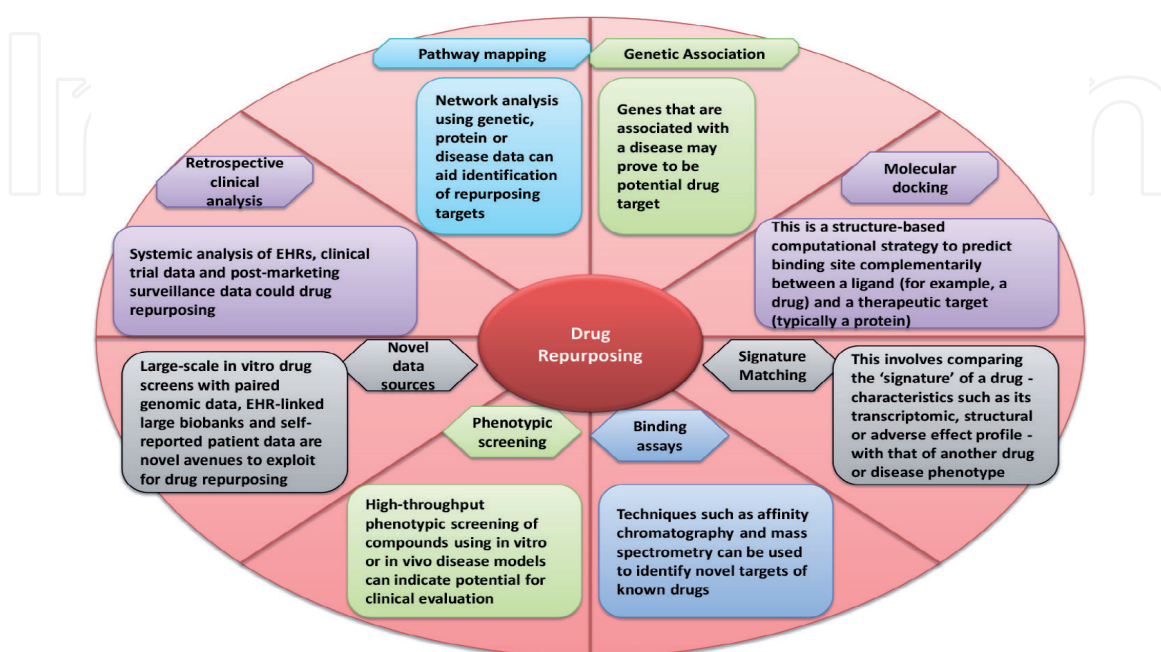 Pathway mapping
Genetic Association
Network analysis
using genetic,
protein or
disease data can
aid identification
of repurposing
targets
Genes that are
associated with
a disease may
prove to be
potential drug
target
Retrospective
clinical
analysis
Molecular
docking
Systemic analysis of EHRs, clinical
trial data and post-marketing
surveillance data could drug
repurposing
This is a structure-based
computational strategy to predict
binding site complementarily
between a ligand (for example, a
drug) and a therapeutic target
(typically a protein)
Drug
Repurposing
Novel
data
sources
Signature
Matching
Large-scale in vitro drug
screens with paired
genomic data, EHR-linked
large biobanks and self-
reported patient data are
novel avenues to exploit
for drug repurposing
This involves comparing
the ‘signature’ of a drug -
characteristics such as its
transcriptomic, structural
or adverse effect profile -
with that of another drug
or disease phenotype
Phenotypic
screening
Binding
assays
High-throughput
phenotypic screening of
compounds using in vitro
or in vivo disease models
can indicate potential for
clinical evaluation
Techniques such as affinity
chromatography and mass
spectrometry can be used
to identify novel targets of
known drugs